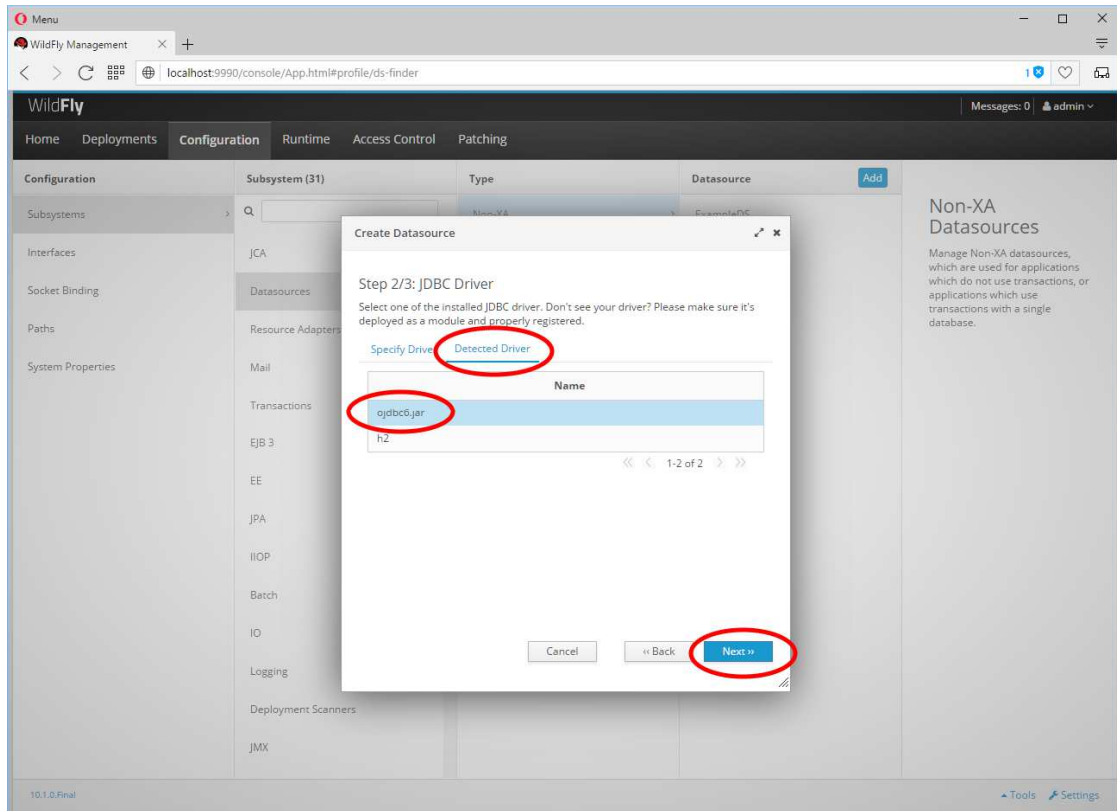 Menu
WildFly Management
localhost:9990/console/App.html#profile/ds-finder
1
WildFly
Messages: 0 admin
Home Deployments Configuration Runtime Access Control Patching
Configuration
Subsystems
Interfaces
Socket Binding
Paths
System Properties
Subsystem (31)
JCA
Datasources
Resource Adapters
Mail
Transactions
EJB 3
EE
JPA
IIOP
Batch
IO
Logging
Deployment Scanners
JMX
Type
Non-XA
Datasource
Add
ExampleDS
Create Datasource
Step 2/3: JDBC Driver
Select one of the installed JDBC driver. Don't see your driver? Please make sure it's
deployed as a module and properly registered.
Specify Driver Detected Driver
Name
ojdbc6.jar
h2
1-2 of 2
Cancel
‹‹ Back
Next ››
Non-XA
Datasources
Manage Non-XA datasources,
which are used for applications
which do not use transactions, or
applications which use
transactions with a single
database.
10.1.0.Final
Tools Settings